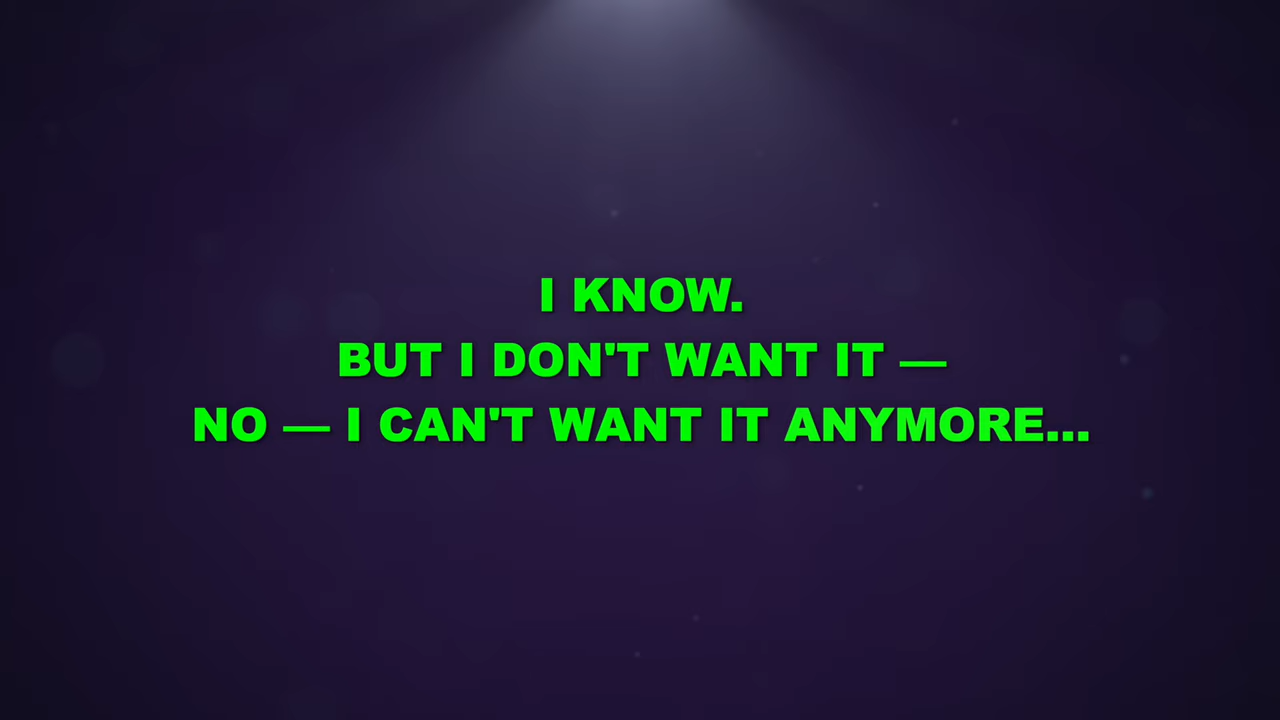 I KNOW.
BUT I DON'T WANT IT —
NO — I CAN'T WANT IT ANYMORE...